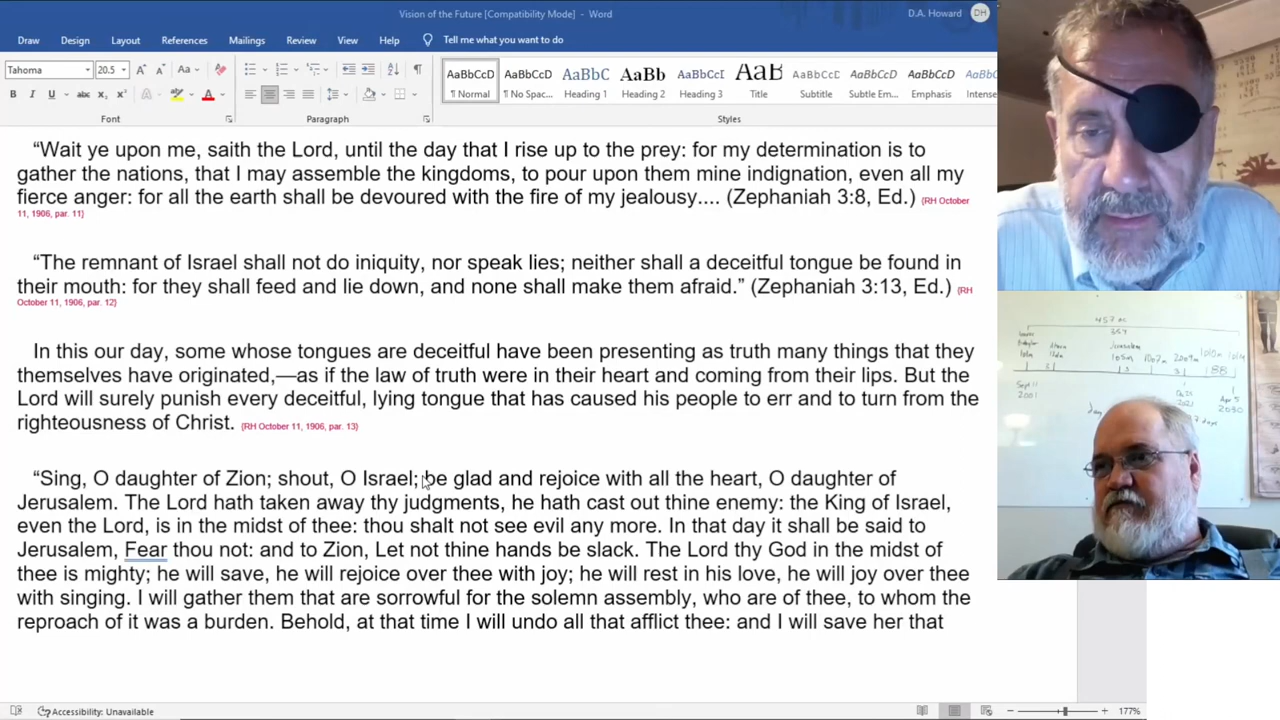 Vision of the Future [Compatibility Mode] - Word
D.A. Howard
DH
Draw Design Layout References Mailings Review View Help Tell me what you want to do
Tahoma 20.5
AaBbCcD AaBbCcD AaBbC AaBb AaBbCcD AaB AaBbCcD AaBbCcD AaBbCcD
¶ Normal ¶ No Spac... Heading 1 Heading 2 Heading 3 Title Subtitle Subtle Em... Emphasis Intense
Font Paragraph Styles
“Wait ye upon me, saith the Lord, until the day that I rise up to the prey: for my determination is to
gather the nations, that I may assemble the kingdoms, to pour upon them mine indignation, even all my
fierce anger: for all the earth shall be devoured with the fire of my jealousy.... (Zephaniah 3:8, Ed.) {RH October
11, 1906, par. 11}
“The remnant of Israel shall not do iniquity, nor speak lies; neither shall a deceitful tongue be found in
their mouth: for they shall feed and lie down, and none shall make them afraid.” (Zephaniah 3:13, Ed.) {RH
October 11, 1906, par. 12}
In this our day, some whose tongues are deceitful have been presenting as truth many things that they
themselves have originated,—as if the law of truth were in their heart and coming from their lips. But the
Lord will surely punish every deceitful, lying tongue that has caused his people to err and to turn from the
righteousness of Christ. {RH October 11, 1906, par. 13}
“Sing, O daughter of Zion; shout, O Israel; be glad and rejoice with all the heart, O daughter of
Jerusalem. The Lord hath taken away thy judgments, he hath cast out thine enemy: the King of Israel,
even the Lord, is in the midst of thee: thou shalt not see evil any more. In that day it shall be said to
Jerusalem, Fear thou not: and to Zion, Let not thine hands be slack. The Lord thy God in the midst of
thee is mighty; he will save, he will rejoice over thee with joy; he will rest in his love, he will joy over thee
with singing. I will gather them that are sorrowful for the solemn assembly, who are of thee, to whom the
reproach of it was a burden. Behold, at that time I will undo all that afflict thee: and I will save her that
Accessibility: Unavailable
177%
457
357
Jerusalem
Sept 11
2001
2021
Apr 5
2030
days